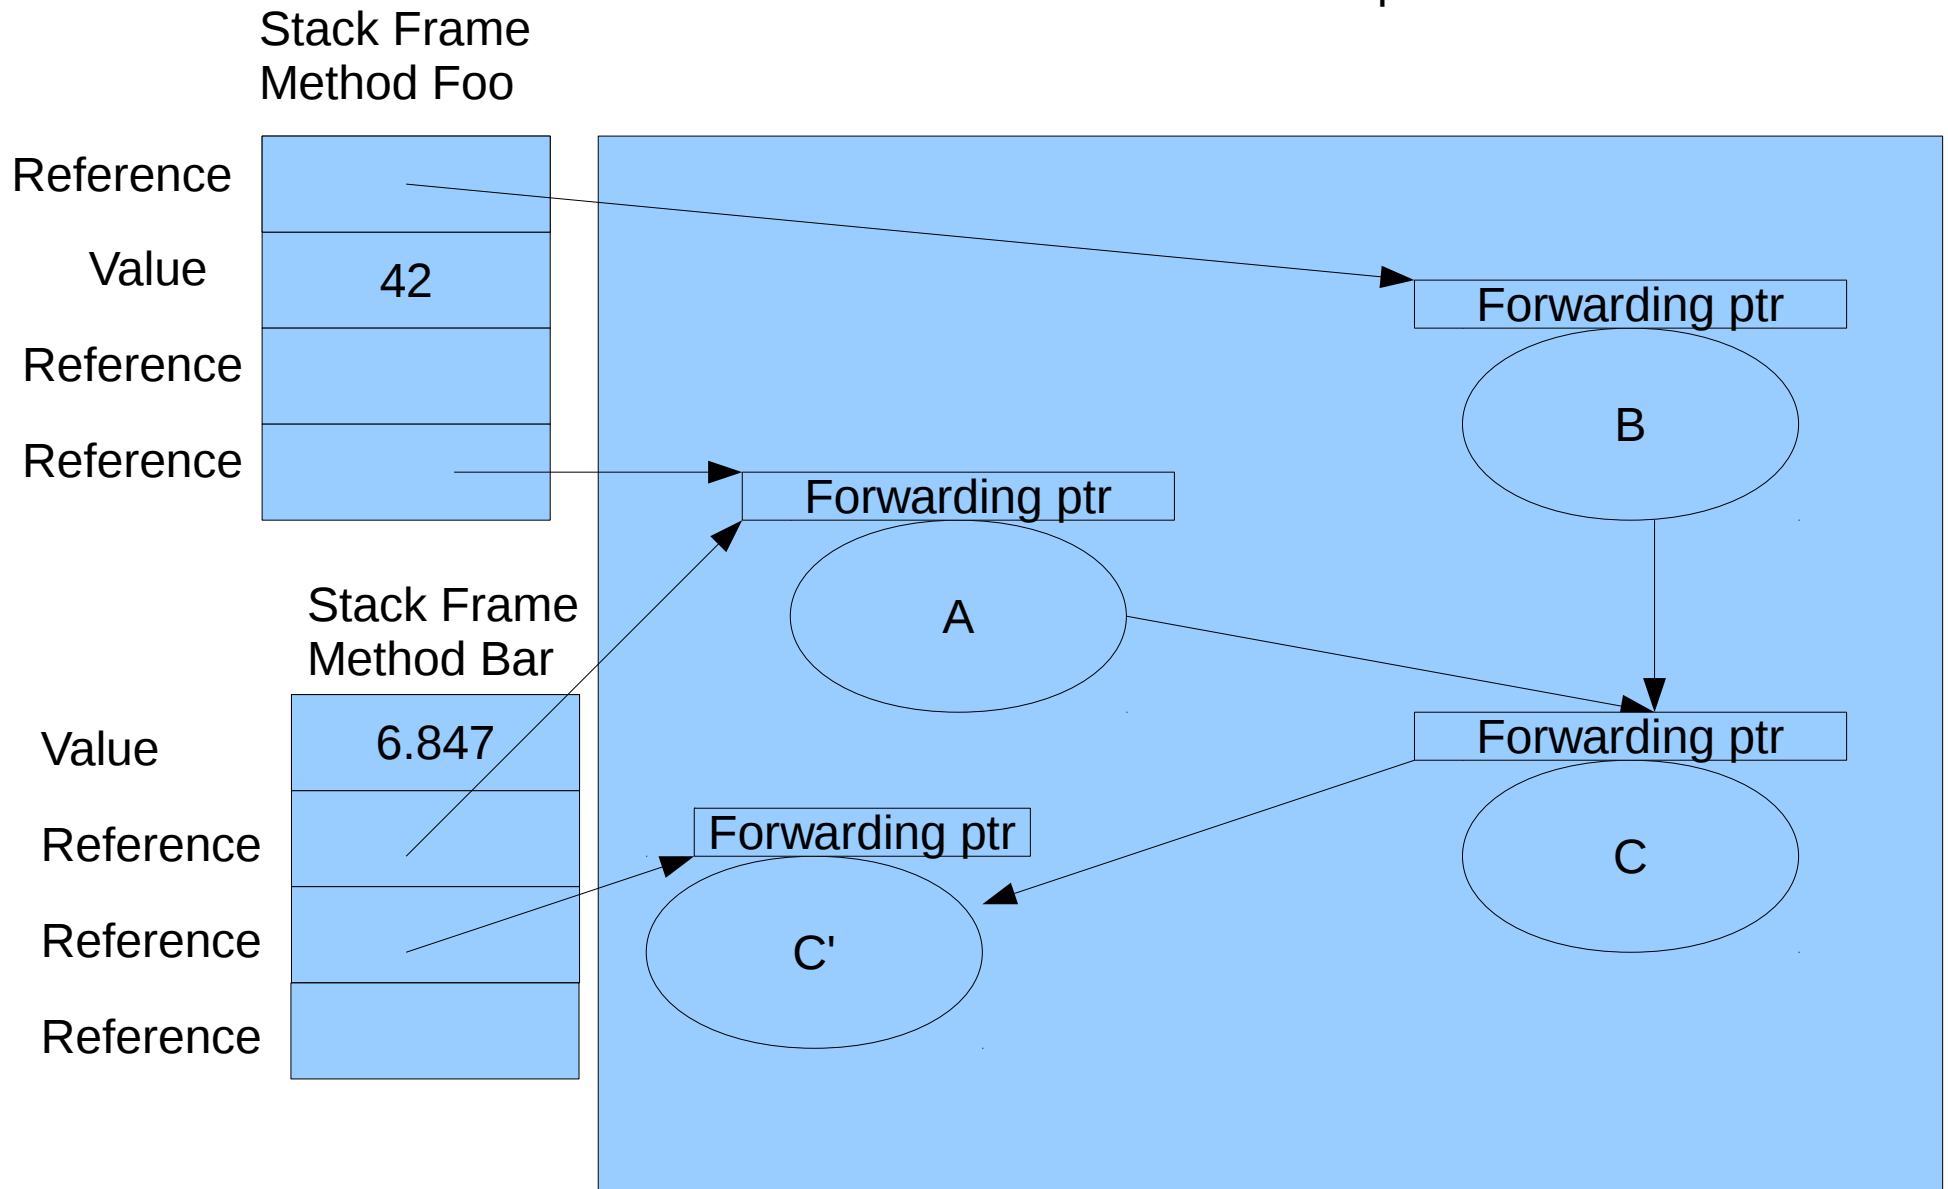 Stack Frame
Method Foo
Reference
Value
42
Reference
Reference
Forwarding ptr
B
Forwarding ptr
A
Stack Frame
Method Bar
Value
6.847
Reference
Reference
Reference
Forwarding ptr
C
Forwarding ptr
C'